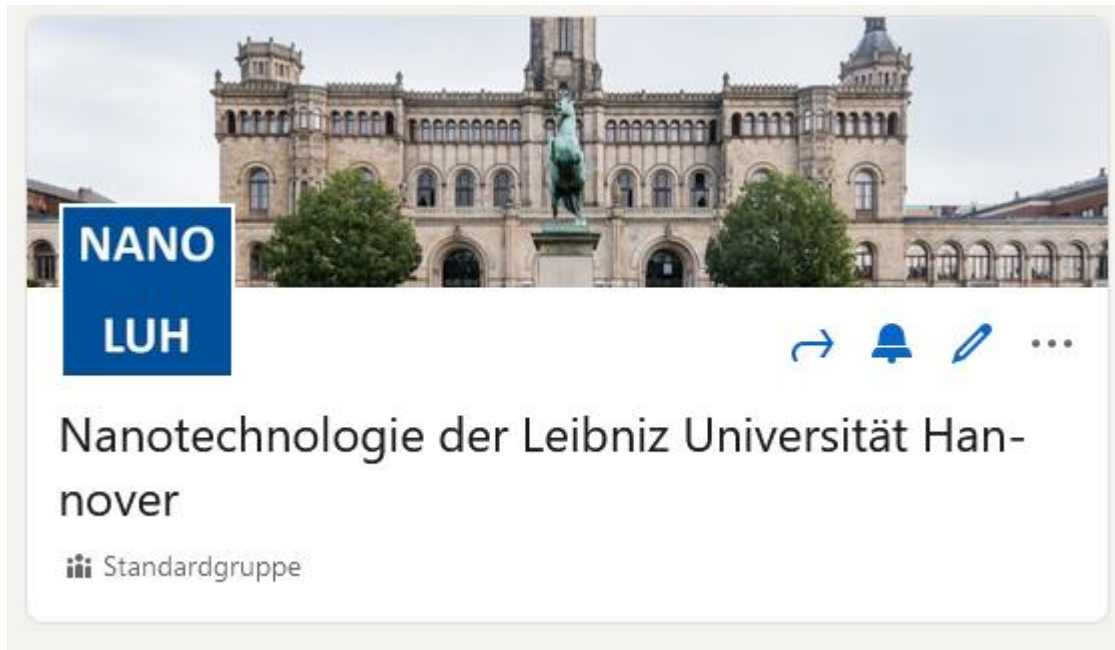 NANO
LUH
Nanotechnologie der Leibniz Universität Han-
nover
Standardgruppe